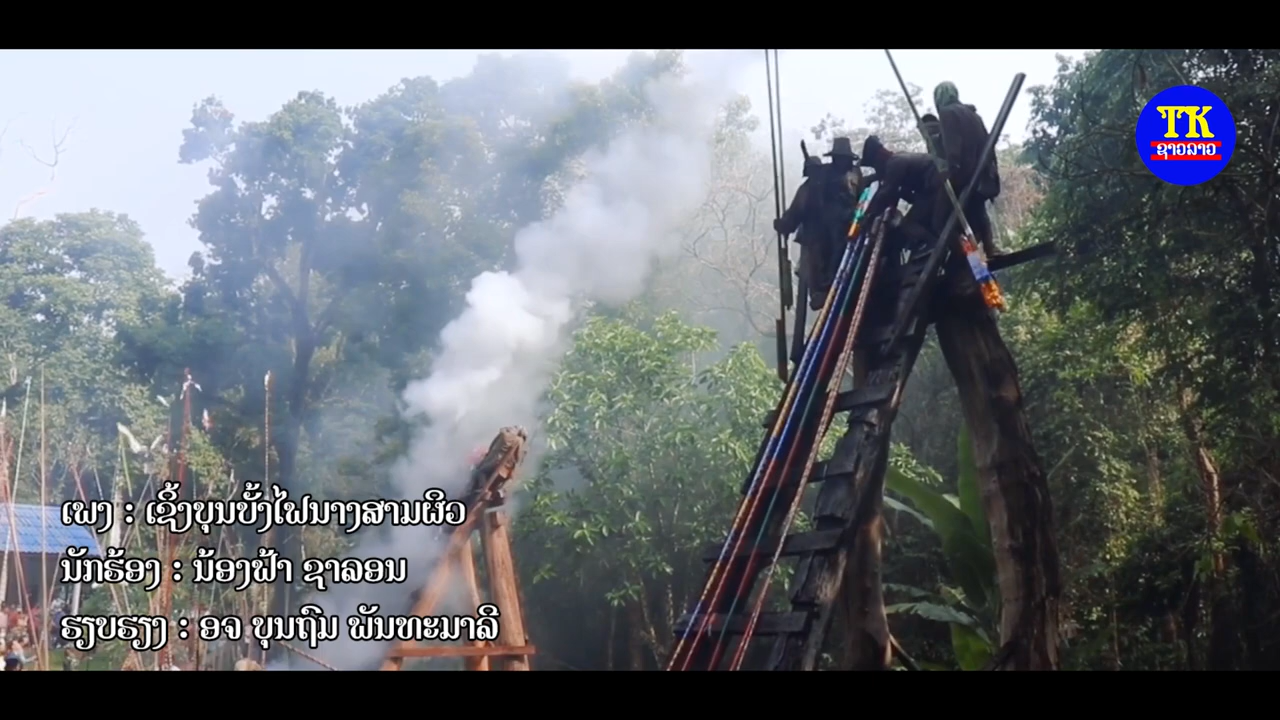 TK
ຊາວລາວ
ເພງ : ເຊິ້ງບຸນບັ້ງໄຟນາງສາມຜິວ
ນັກຮ້ອງ : ນ້ອງຟ້າ ຊາລອນ
ຮຽບຮຽງ : ອຈ ບຸນຖົມ ພັນທະມາລີ